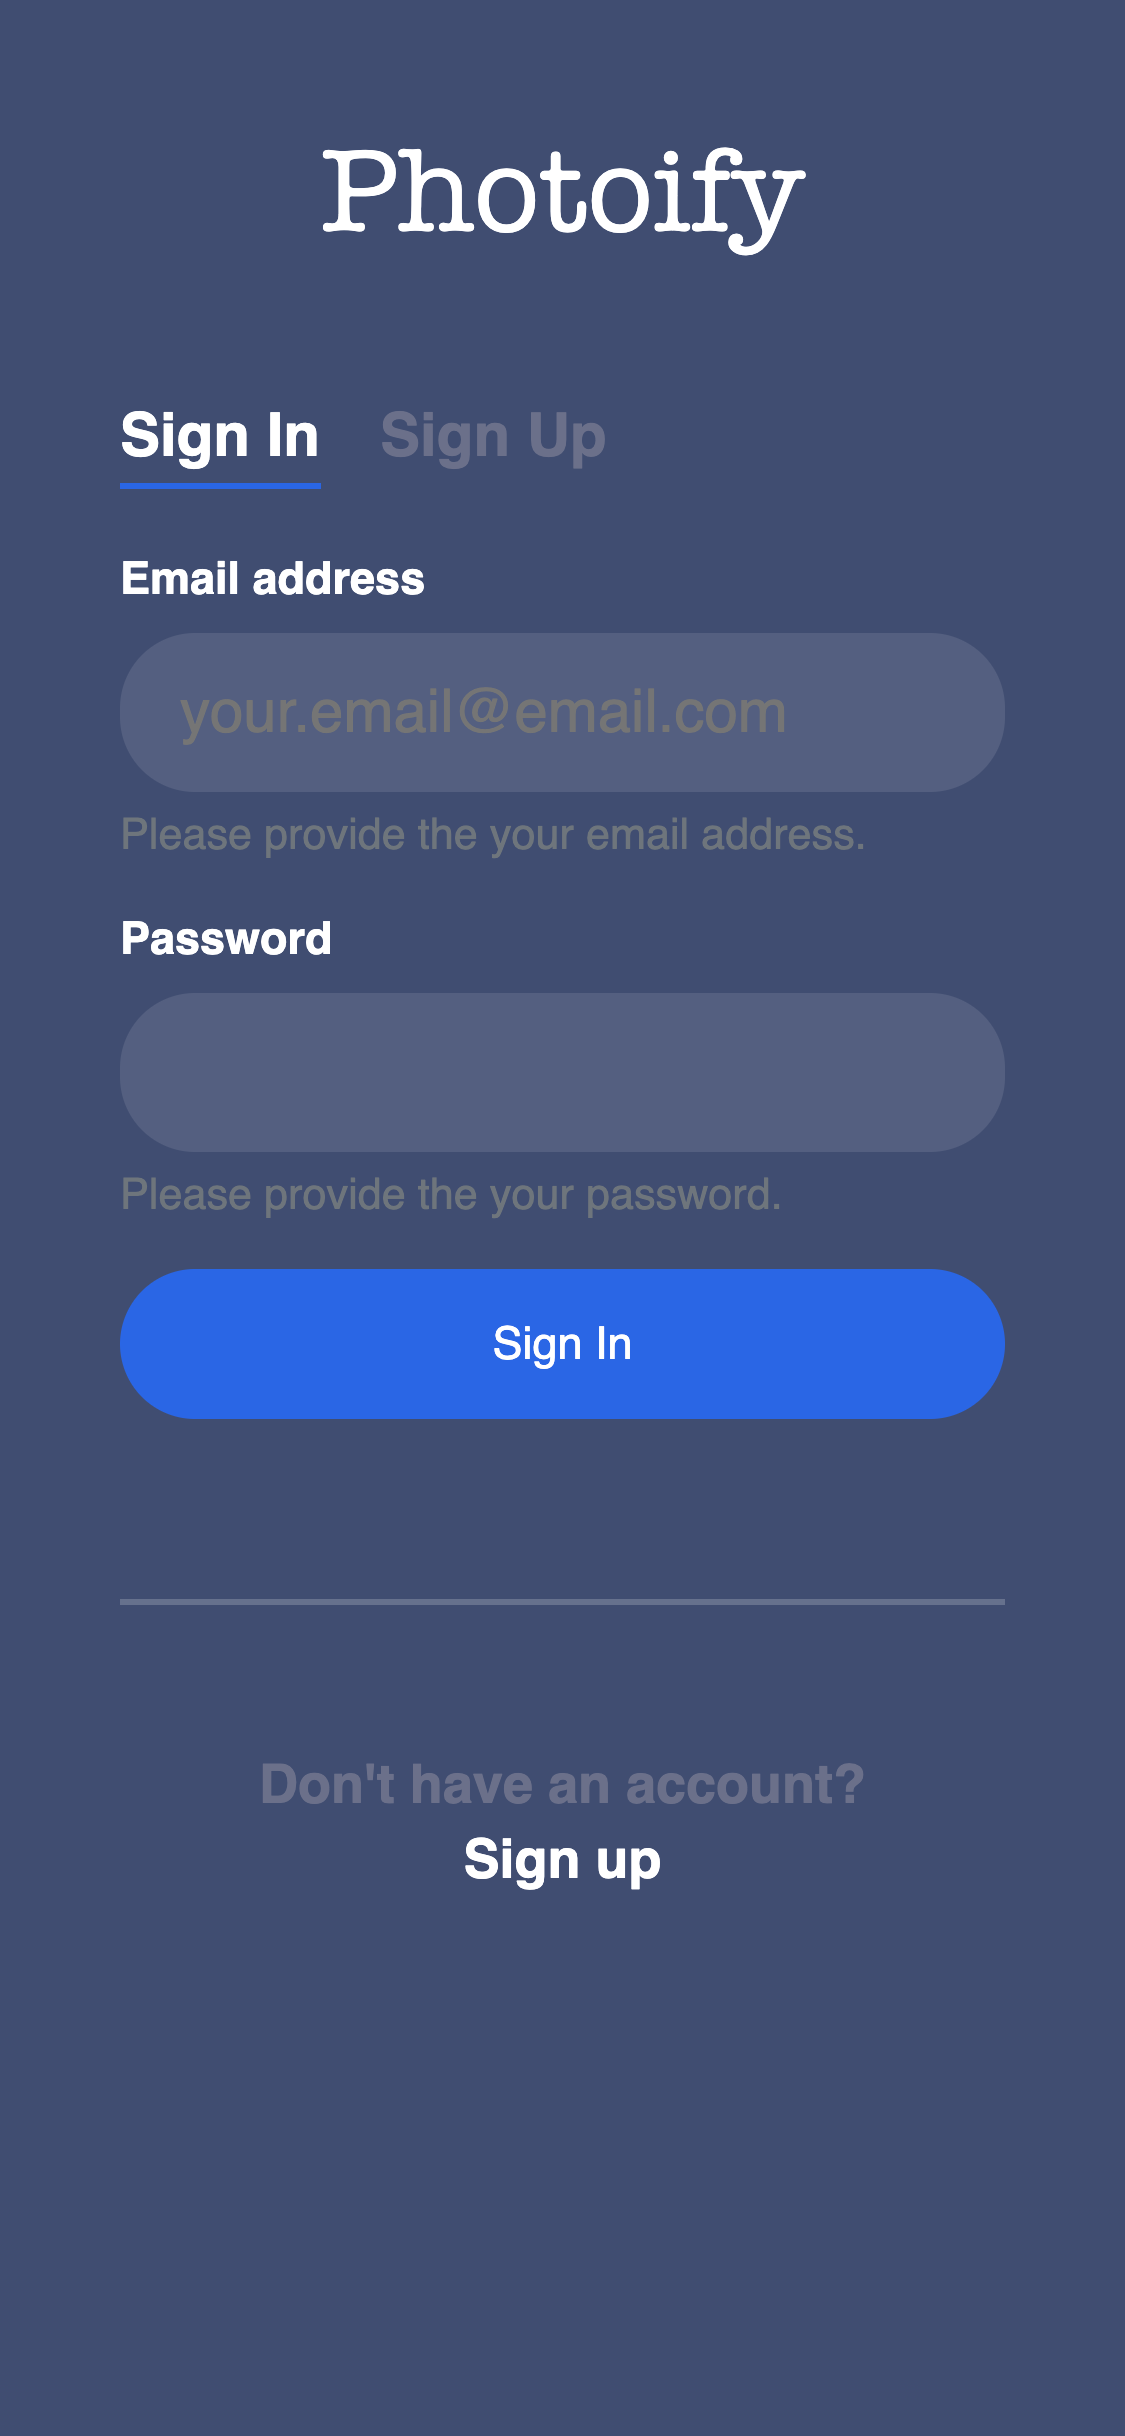 Photoify
Sign In Sign Up
Email address
your.email@email.com
Please provide the your email address.
Password
Please provide the your password.
Sign In
Don't have an account?
Sign up